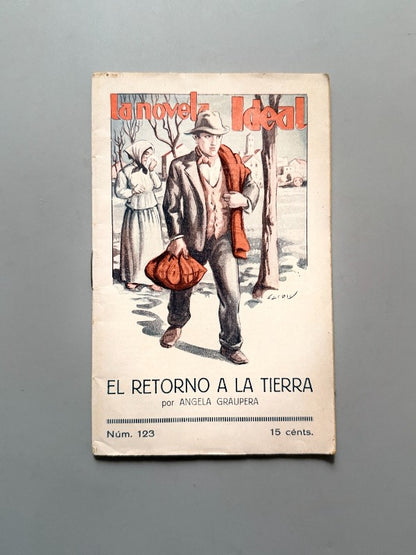 la novela Ideal
EL RETORNO A LA TIERRA
por ANGELA GRAUPERA
Núm. 123 15 cénts.